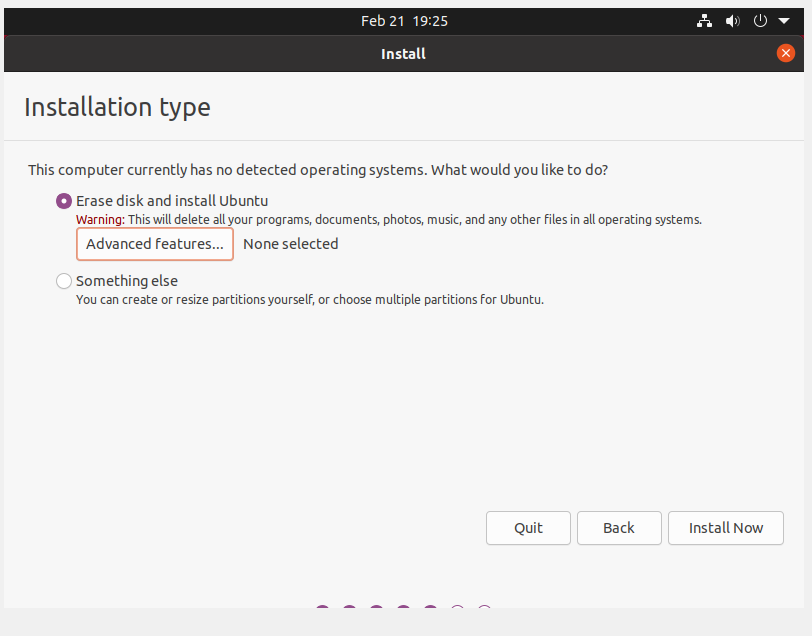 Feb 21 19:25
Install
Installation type
This computer currently has no detected operating systems. What would you like to do?
Erase disk and install Ubuntu
Warning: This will delete all your programs, documents, photos, music, and any other files in all operating systems.
Advanced features... None selected
Something else
You can create or resize partitions yourself, or choose multiple partitions for Ubuntu.
Quit Back Install Now